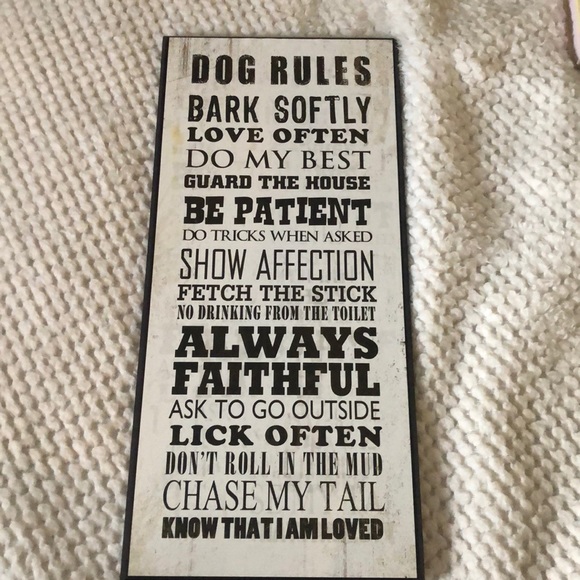 DOG RULES
BARK SOFTLY
LOVE OFTEN
DO MY BEST
GUARD THE HOUSE
BE PATIENT
DO TRICKS WHEN ASKED
SHOW AFFECTION
FETCH THE STICK
NO DRINKING FROM THE TOILET
ALWAYS
FAITHFUL
ASK TO GO OUTSIDE
LICK OFTEN
DON'T ROLL IN THE MUD
CHASE MY TAIL
KNOW THAT I AM LOVED